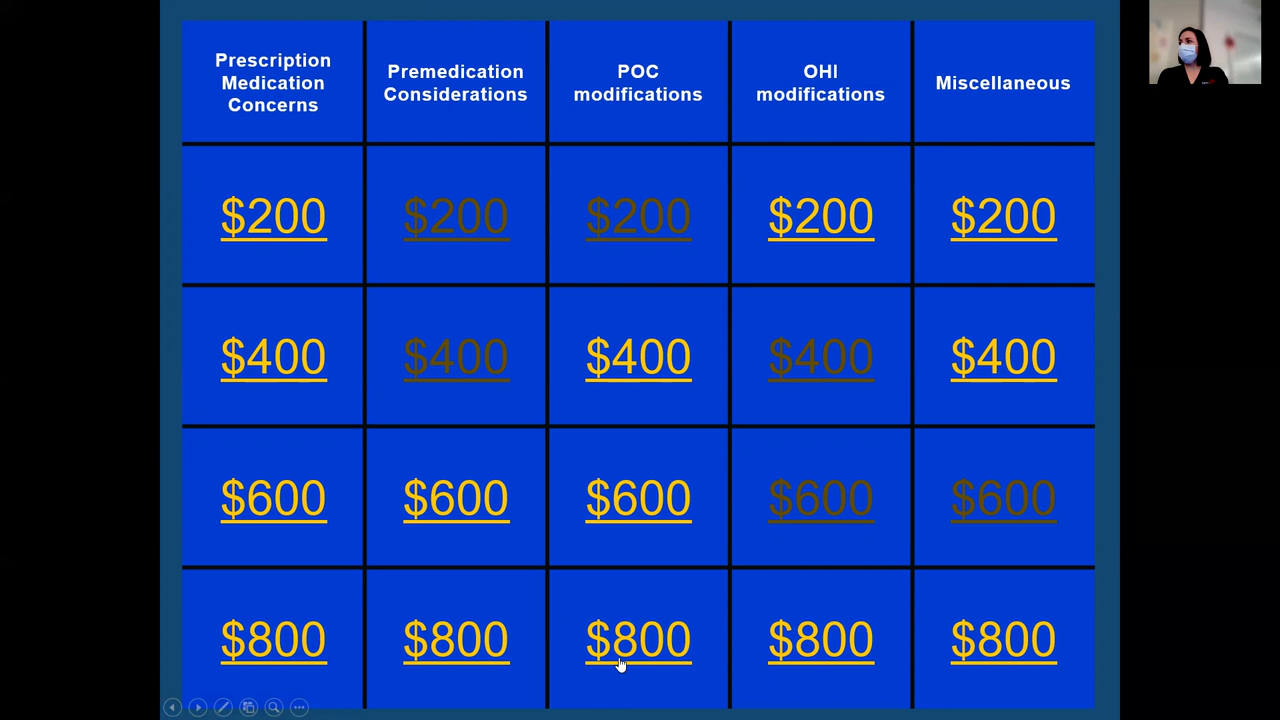 Prescription
Medication
Concerns
Premedication
Considerations
POC
modifications
OHI
modifications
Miscellaneous
$200 $200 $200 $200 $200
$400 $400 $400 $400 $400
$600 $600 $600 $600 $600
$800 $800 $800 $800 $800